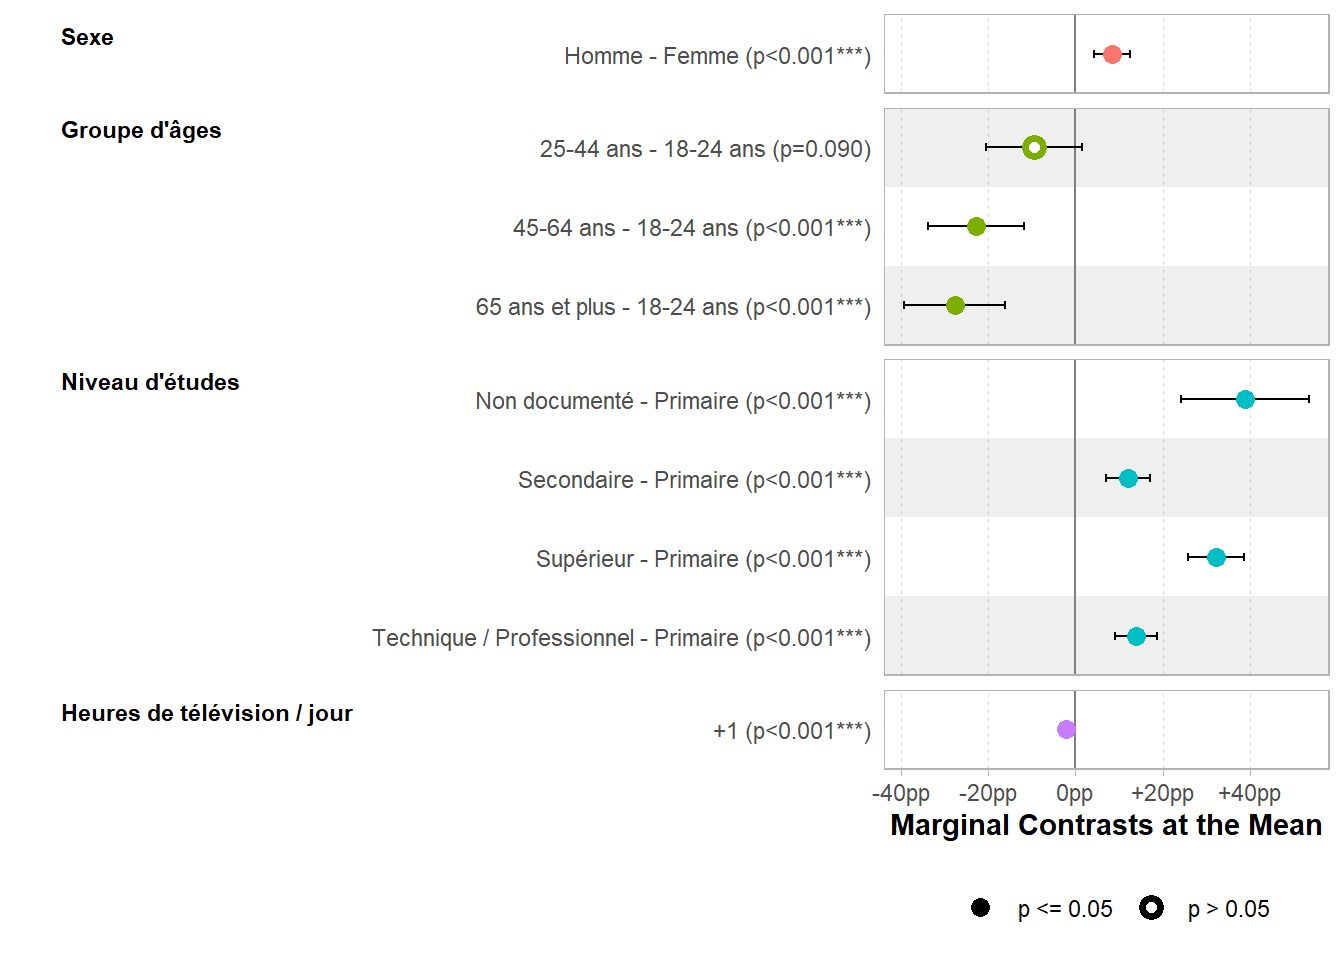 Sexe
Homme - Femme (p<0.001***)
Groupe d'âges
25-44 ans - 18-24 ans (p=0.090)
45-64 ans - 18-24 ans (p<0.001***)
65 ans et plus - 18-24 ans (p<0.001***)
Niveau d'études
Non documenté - Primaire (p<0.001***)
Secondaire - Primaire (p<0.001***)
Supérieur - Primaire (p<0.001***)
Technique / Professionnel - Primaire (p<0.001***)
Heures de télévision / jour
+1 (p<0.001***)
-40pp -20pp 0pp +20pp +40pp
Marginal Contrasts at the Mean
p <= 0.05 p > 0.05